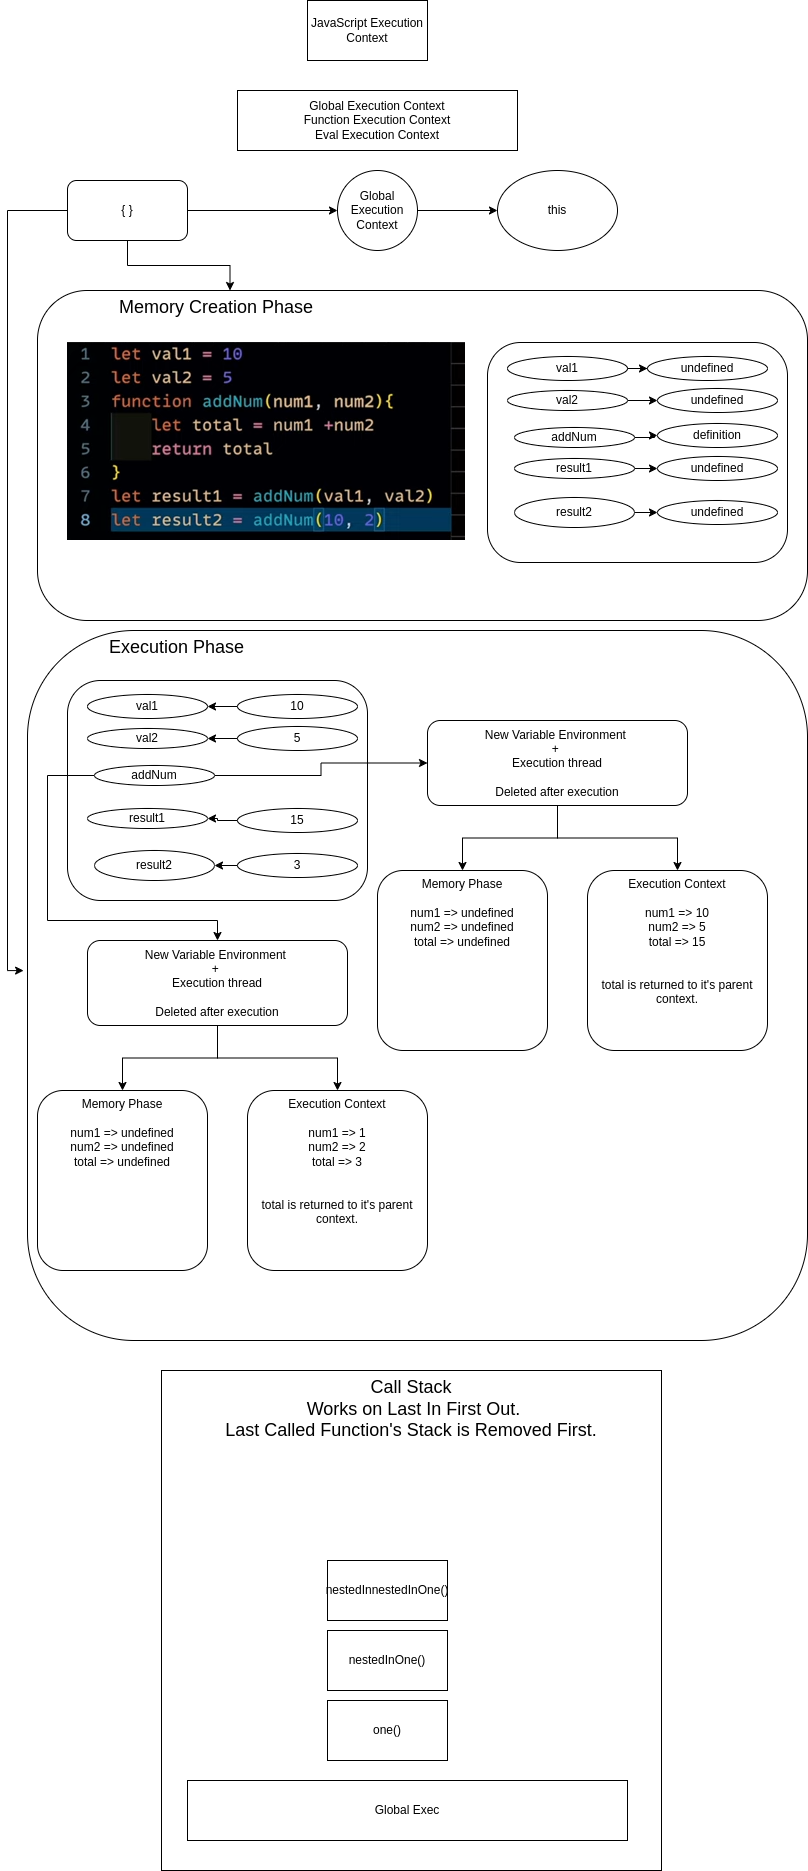 JavaScript Execution
Context
Global Execution Context
Function Execution Context
Eval Execution Context
{ }
Global
Execution
Context
this
Memory Creation Phase
1 let val1 = 10
2 let val2 = 5
3 function addNum(num1, num2){
4 let total = num1 +num2
5 return total
6 }
7 let result1 = addNum(val1, val2)
8 let result2 = addNum(10, 2)
val1 undefined
val2 undefined
addNum definition
result1 undefined
result2 undefined
Execution Phase
val1 10
val2 5
addNum
result1 15
result2 3
New Variable Environment
+
Execution thread
Deleted after execution
Memory Phase
num1 => undefined
num2 => undefined
total => undefined
Execution Context
num1 => 10
num2 => 5
total => 15
total is returned to it's parent
context.
New Variable Environment
+
Execution thread
Deleted after execution
Memory Phase
num1 => undefined
num2 => undefined
total => undefined
Execution Context
num1 => 1
num2 => 2
total => 3
total is returned to it's parent
context.
Call Stack
Works on Last In First Out.
Last Called Function's Stack is Removed First.
nestedInnestedInOne()
nestedInOne()
one()
Global Exec